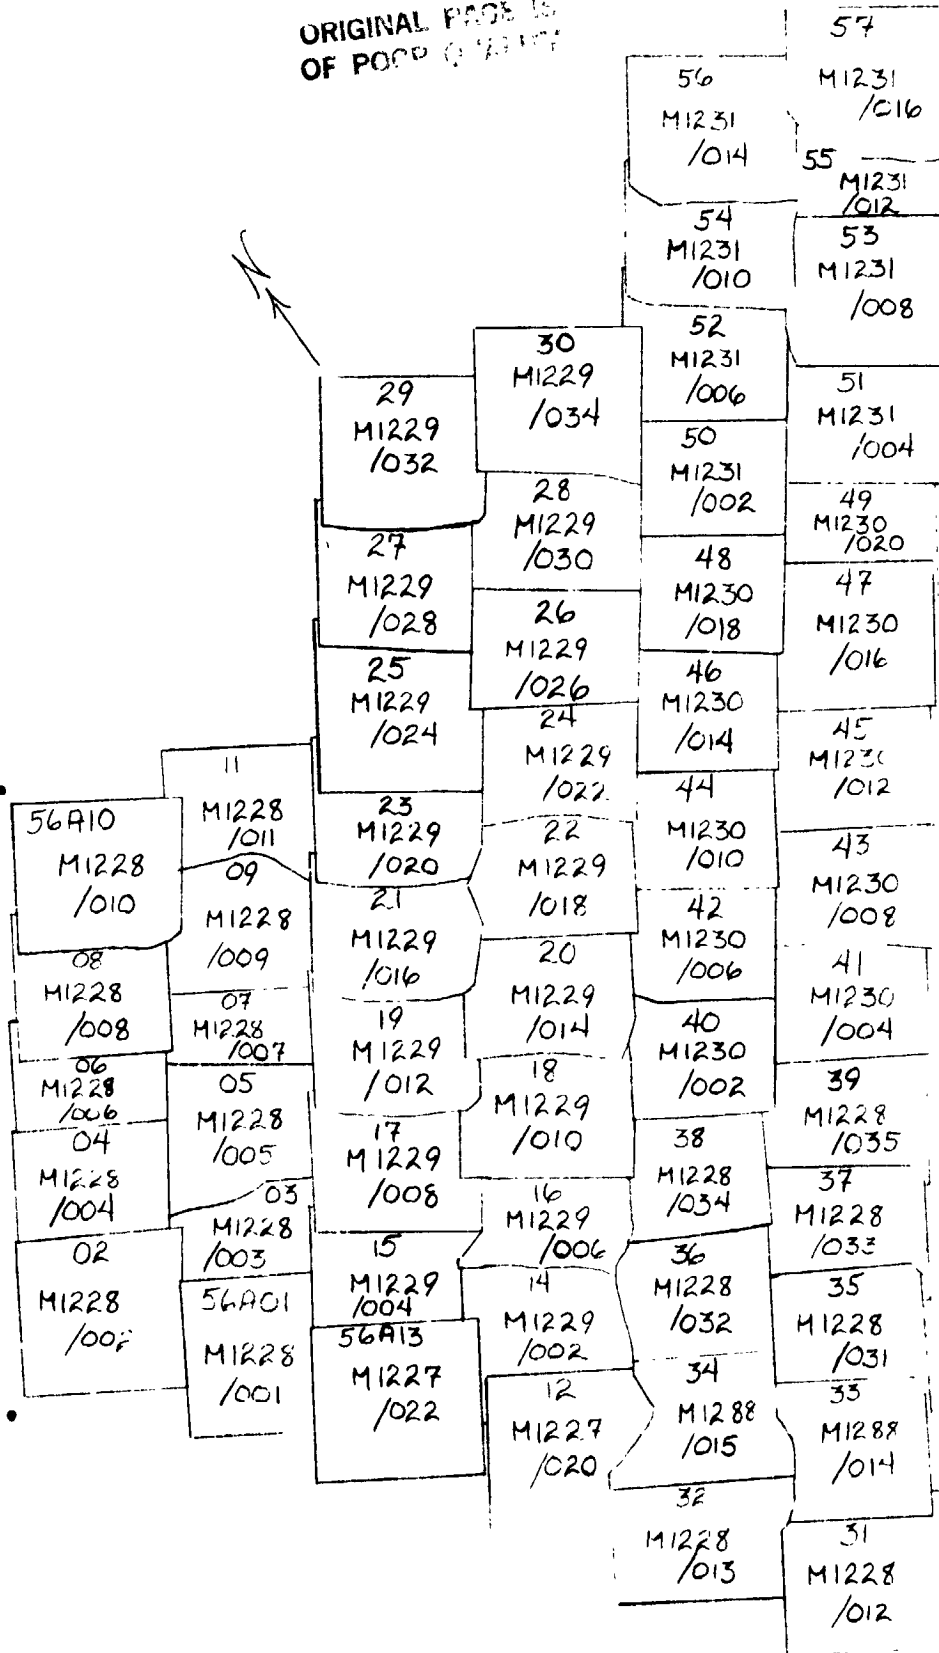 ORIGINAL PAGE IS
OF POOR
57
M1231
/016
56
M1231
/014
55
M1231
/012
54
M1231
/010
53
M1231
/008
N
52
M1231
/006
30
M1229
/034
29
M1229
/032
51
M1231
/004
50
M1231
/002
28
M1229
/030
49
M1230
/020
27
M1229
/028
48
M1230
/018
47
M1230
/016
26
M1229
/026
25
M1229
/024
46
M1230
/014
24
M1229
/022
45
M123
/012
11
M1228
/011
44
M1230
/010
23
M1229
/020
56A10
M1228
/010
22
M1229
/018
43
M1230
/008
09
M1228
/009
21
M1229
/016
42
M1230
/006
08
M1228
/008
20
M1229
/014
41
M1230
/004
07
M1228
/007
19
M1229
/012
40
M1230
/002
06
M1228
/006
18
M1229
/010
39
M1228
/035
05
M1228
/005
17
M1229
/008
38
M1228
/034
04
M1228
/004
37
M1228
/033
03
M1228
/003
16
M1229
/006
02
M1228
15
M1229
/004
36
M1228
/032
35
M1228
/031
56A01
M1228
/001
14
M1229
/002
56A13
M1227
/022
34
M1288
/015
12
M1227
/020
33
M1288
/014
32
M1228
/013
31
M1228
/012